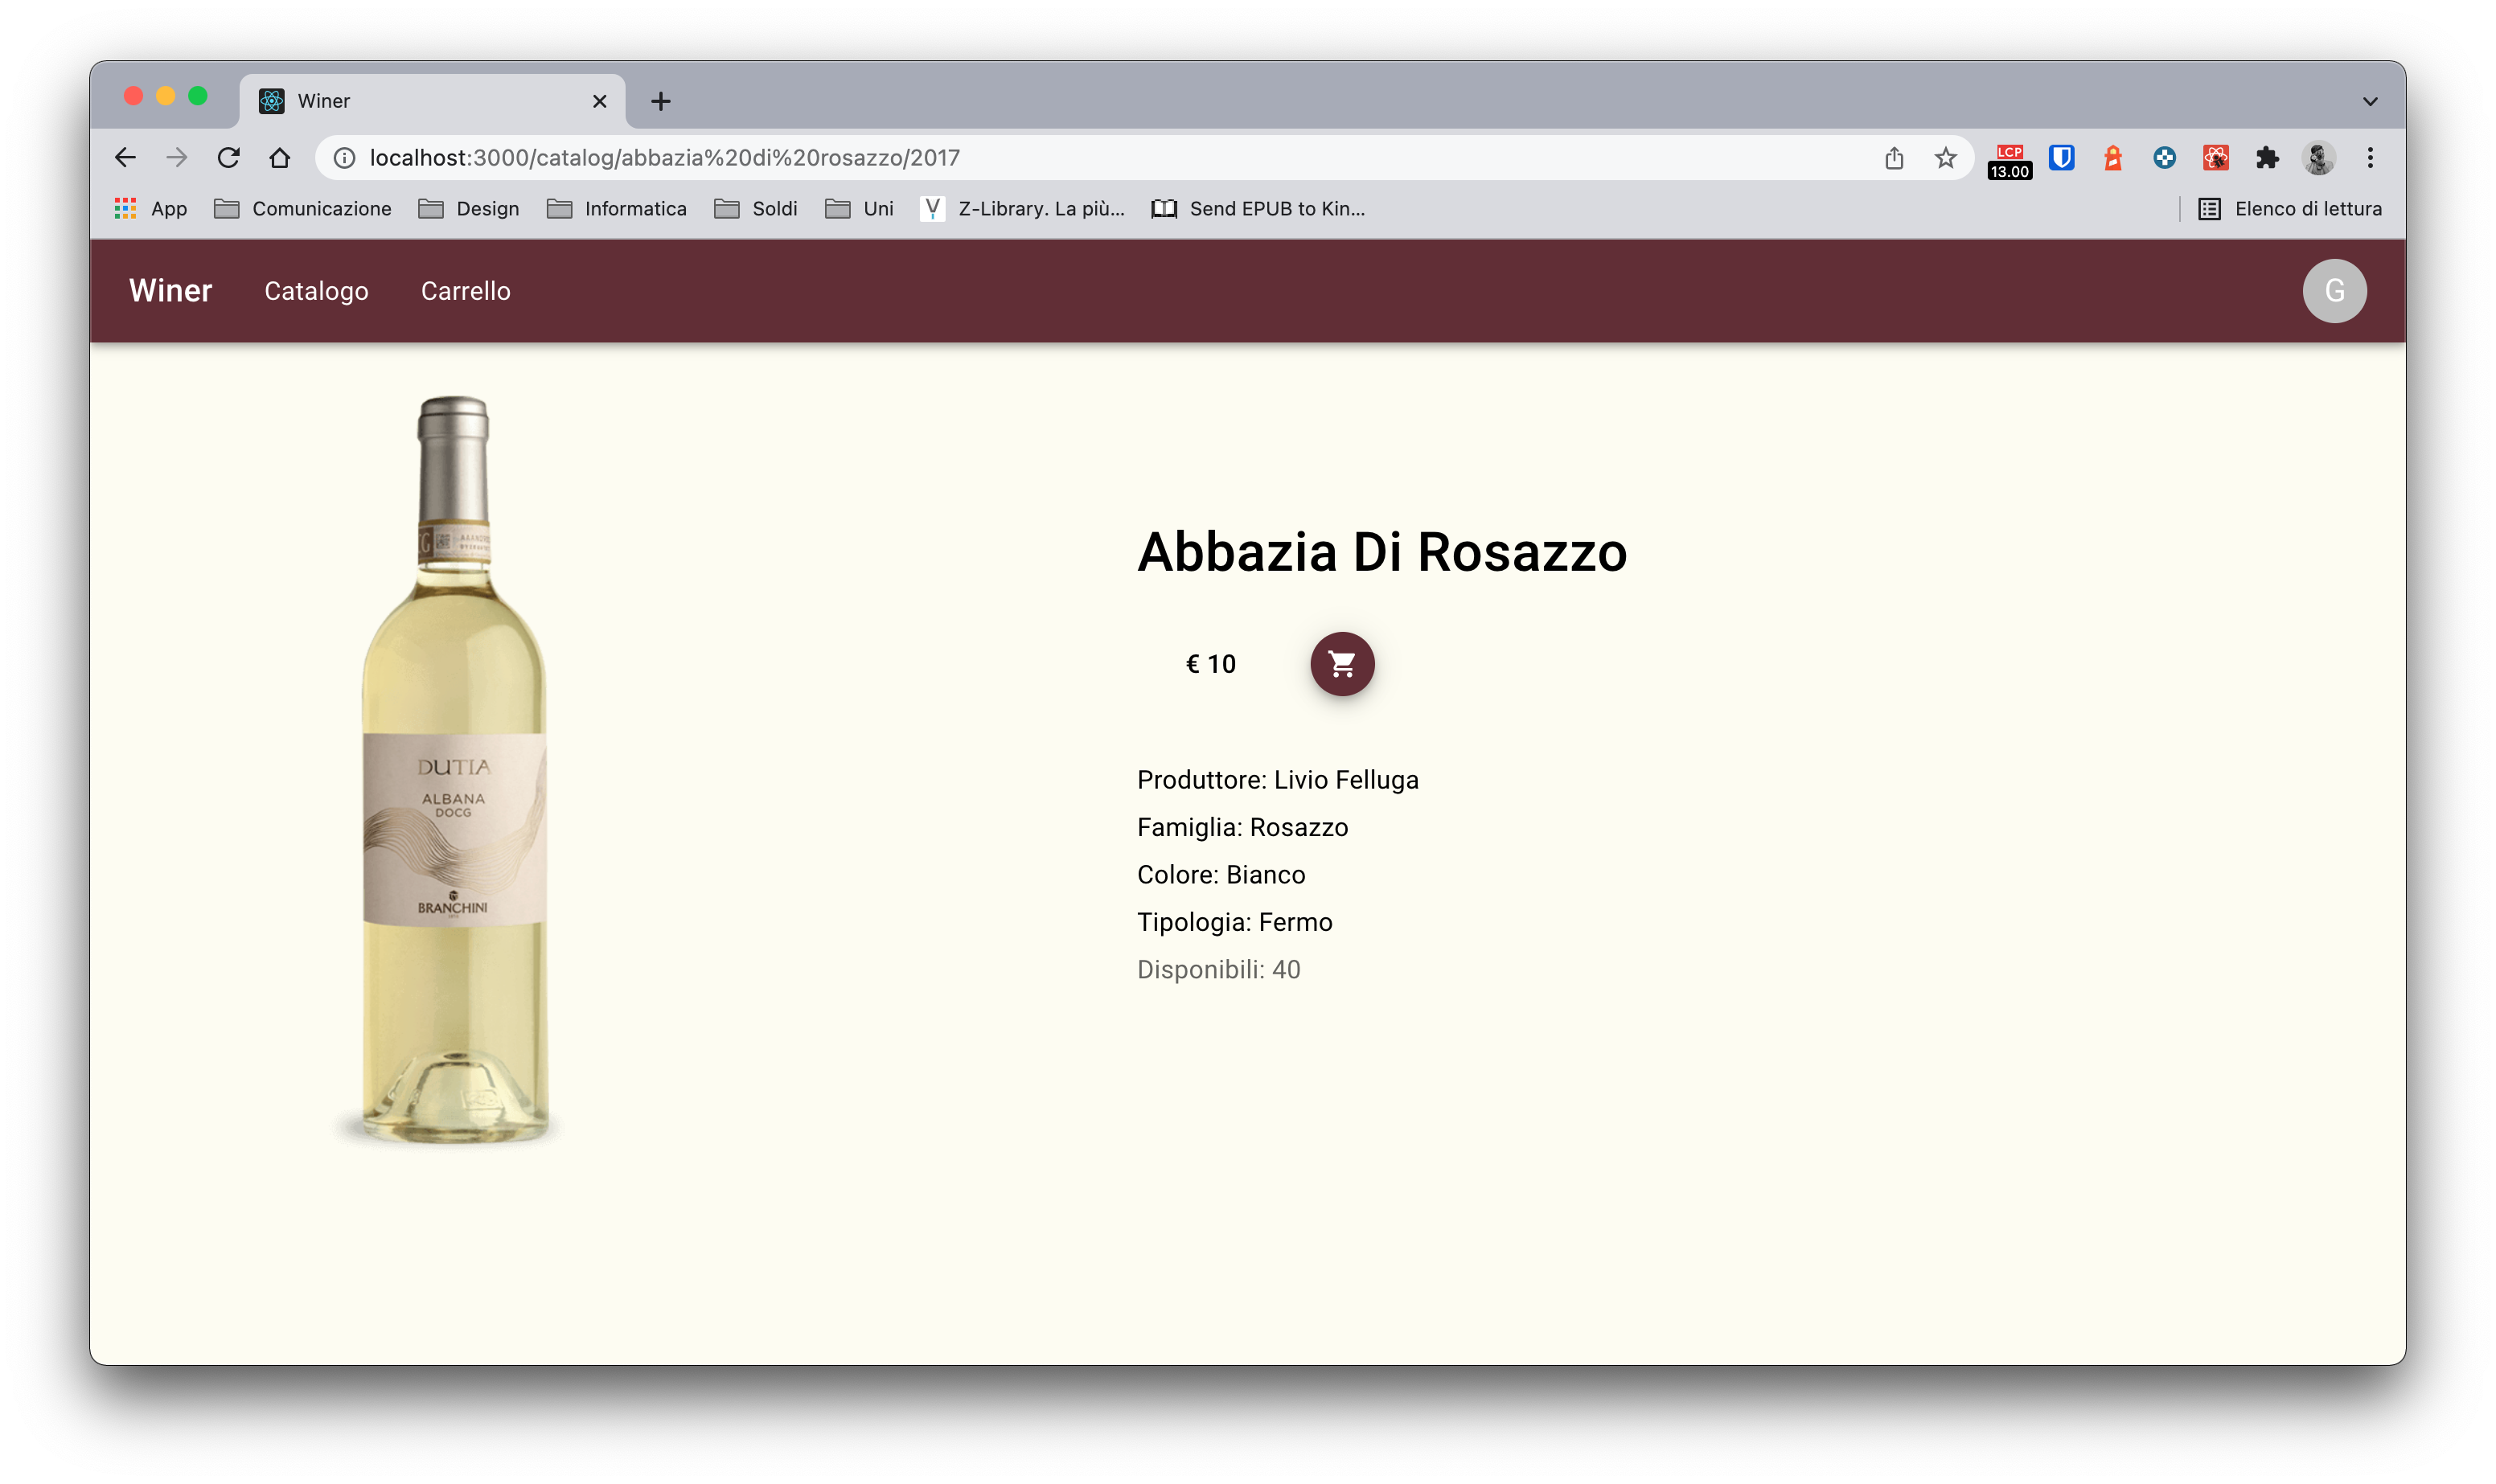 Winer
localhost:3000/catalog/abbazia%20di%20rosazzo/2017
LCP
13.00
App Comunicazione Design Informatica Soldi Uni Z-Library. La più... Send EPUB to Kin... Elenco di lettura
Winer Catalogo Carrello G
Abbazia Di Rosazzo
€ 10
Produttore: Livio Felluga
Famiglia: Rosazzo
Colore: Bianco
Tipologia: Fermo
Disponibili: 40
DUTIA
ALBANA
DOCG
BRANCHINI